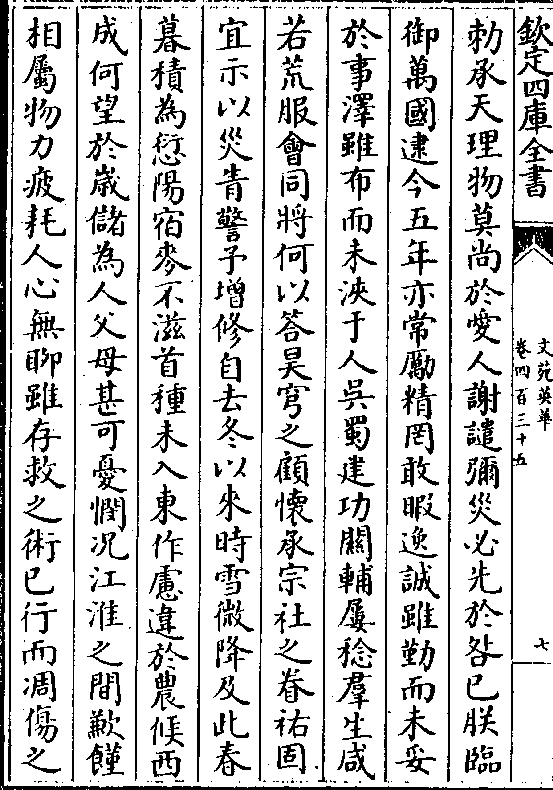 欽定四庫全書
文苑英華
卷四百三十五
七
勅承天理物莫尚於愛人謝譴彌災必先於咎已朕臨
御萬國逮今五年亦常勵精罔敢暇逸誠雖勤而未妥
於事澤雖布而未浹于人吳蜀建功關輔屢稔羣生咸
若荒服會同將何以答昊穹之顧懷承宗社之眷祐固
宜示以災眚警予增修自去冬以來時雪微降及此春
暮積為愆陽宿麥不滋首種未入東作慮違於農候西
成何望於嵗儲為人父母甚可憂憫况江淮之間歉饉
相屬物力疲耗人心無聊雖存救之術已行而凋傷之